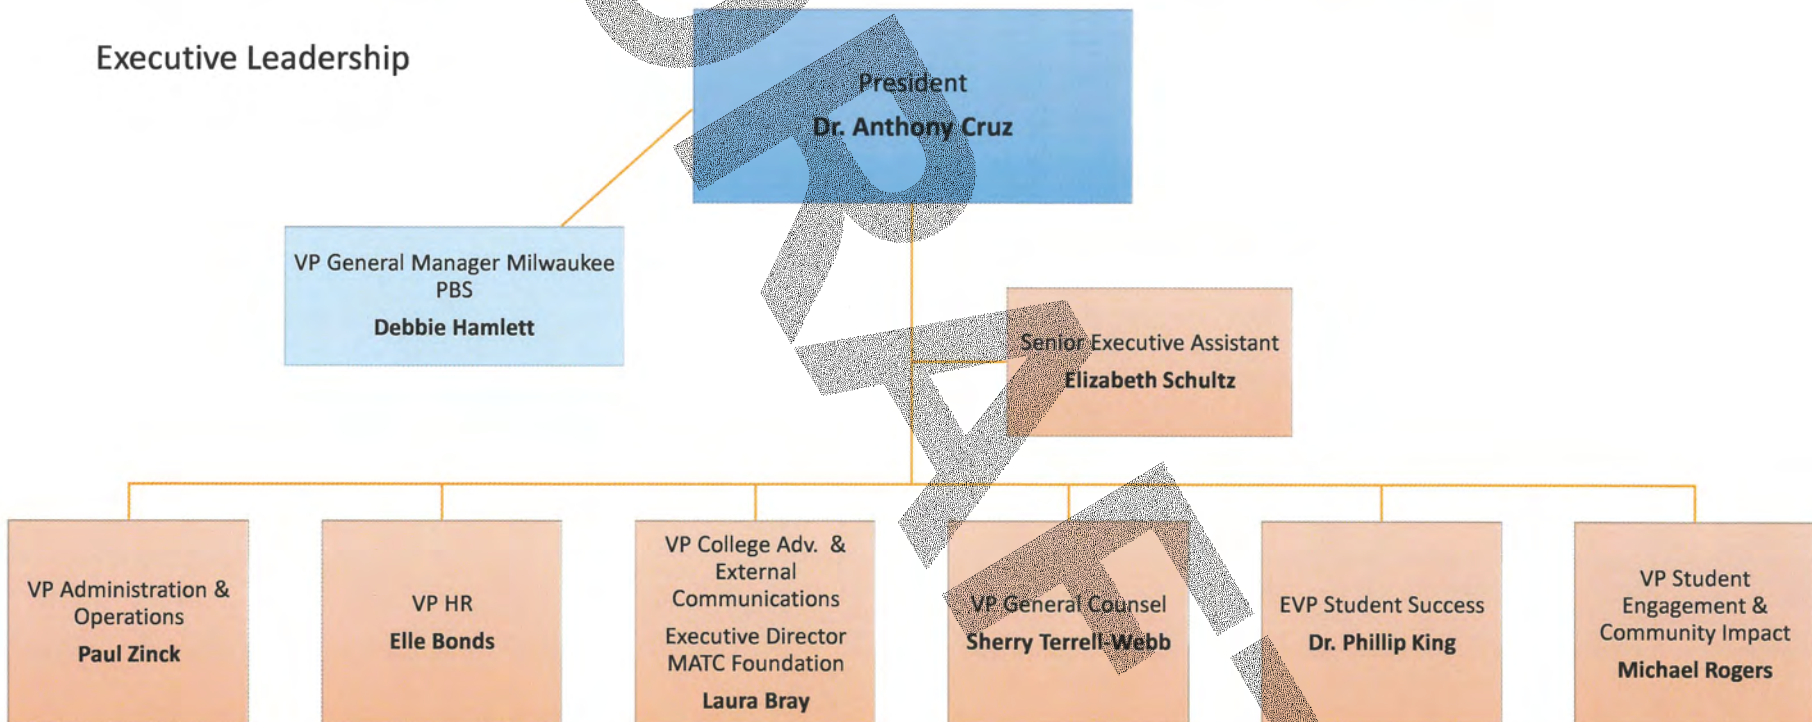 Executive Leadership
President
Dr. Anthony Cruz
VP General Manager Milwaukee
PBS
Debbie Hamlett
Senior Executive Assistant
Elizabeth Schultz
VP Administration &
Operations
Paul Zinck
VP HR
Elle Bonds
VP College Adv. &
External
Communications
Executive Director
MATC Foundation
Laura Bray
VP General Counsel
Sherry Terrell-Webb
EVP Student Success
Dr. Phillip King
VP Student
Engagement &
Community Impact
Michael Rogers